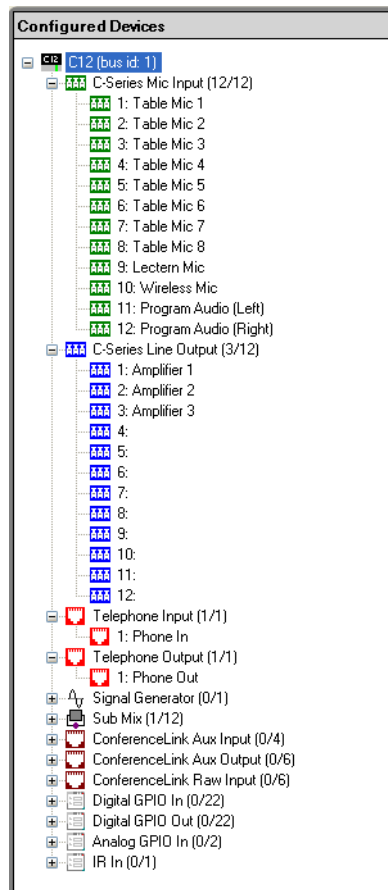 Configured Devices
C12 C12 (bus id: 1)
C-Series Mic Input (12/12)
1: Table Mic 1
2: Table Mic 2
3: Table Mic 3
4: Table Mic 4
5: Table Mic 5
6: Table Mic 6
7: Table Mic 7
8: Table Mic 8
9: Lectern Mic
10: Wireless Mic
11: Program Audio (Left)
12: Program Audio (Right)
C-Series Line Output (3/12)
1: Amplifier 1
2: Amplifier 2
3: Amplifier 3
4:
5:
6:
7:
8:
9:
10:
11:
12:
Telephone Input (1/1)
1: Phone In
Telephone Output (1/1)
1: Phone Out
Signal Generator (0/1)
Sub Mix (1/12)
ConferenceLink Aux Input (0/4)
ConferenceLink Aux Output (0/6)
ConferenceLink Raw Input (0/6)
Digital GPIO In (0/22)
Digital GPIO Out (0/22)
Analog GPIO In (0/2)
IR In (0/1)